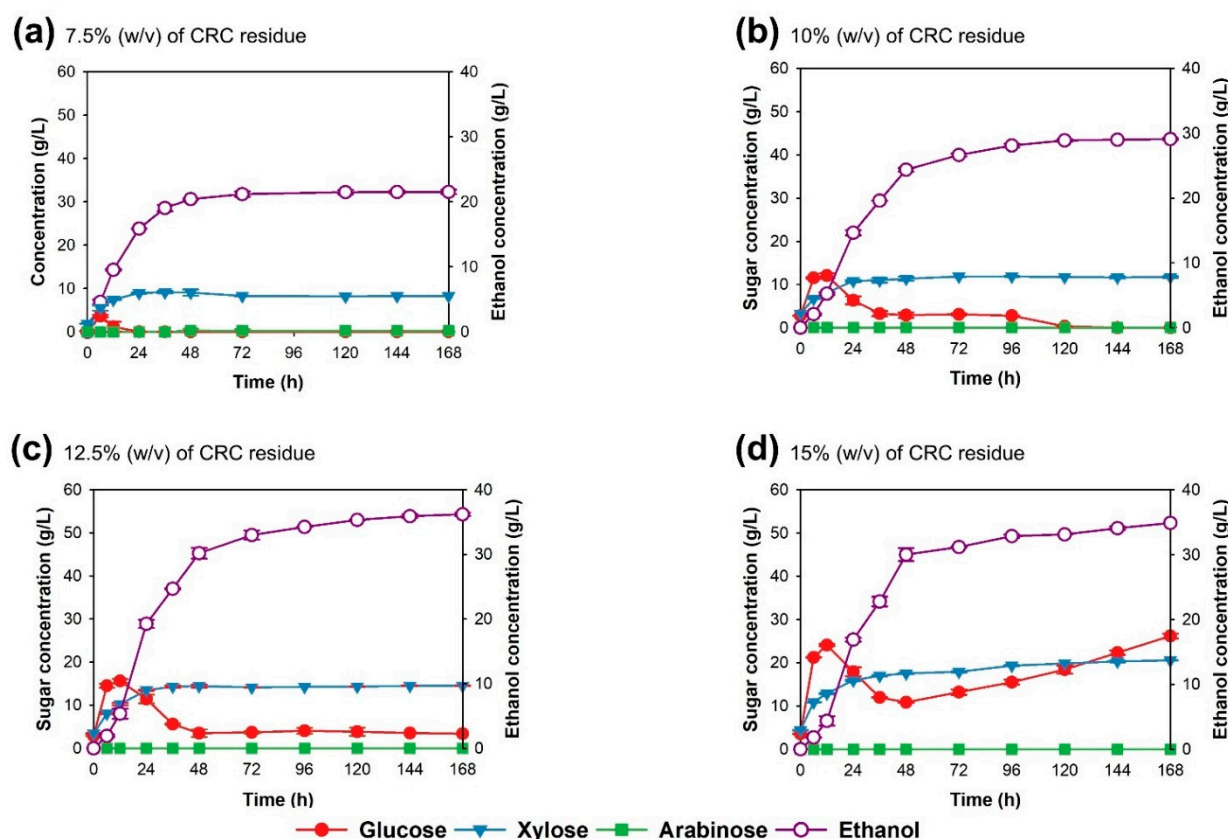 (a) 7.5% (w/v) of CRC residue
60
50
40
30
20
10
0
Concentration (g/L)
40
30
20
10
0
Ethanol concentration (g/L)
0 24 48 72 96 120 144 168
Time (h)
(b) 10% (w/v) of CRC residue
60
50
40
30
20
10
0
Sugar concentration (g/L)
40
30
20
10
0
Ethanol concentration (g/L)
0 24 48 72 96 120 144 168
Time (h)
(c) 12.5% (w/v) of CRC residue
60
50
40
30
20
10
0
Sugar concentration (g/L)
40
30
20
10
0
Ethanol concentration (g/L)
0 24 48 72 96 120 144 168
Time (h)
(d) 15% (w/v) of CRC residue
60
50
40
30
20
10
0
Sugar concentration (g/L)
40
30
20
10
0
Ethanol concentration (g/L)
0 24 48 72 96 120 144 168
Time (h)
Glucose Xylose Arabinose Ethanol